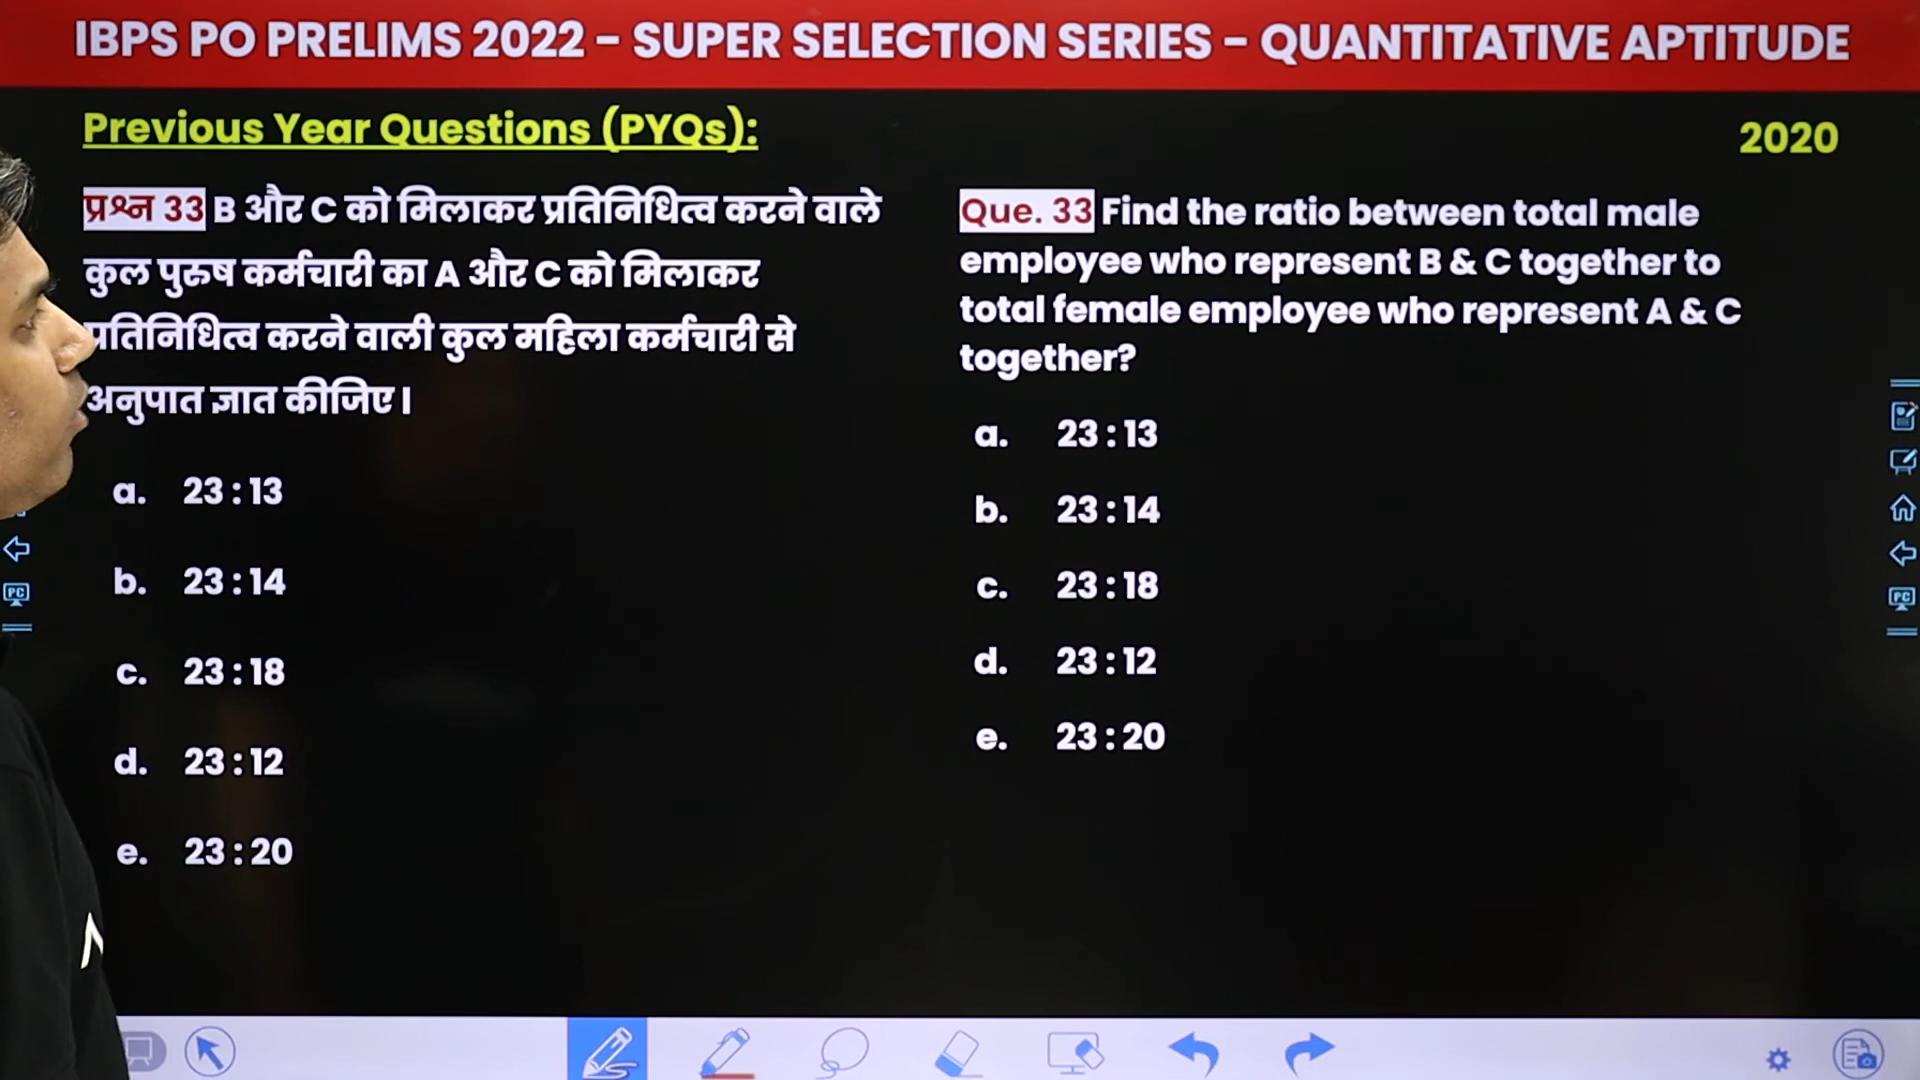 IBPS PO PRELIMS 2022 - SUPER SELECTION SERIES - QUANTITATIVE APTITUDE
Previous Year Questions (PYQs):
2020
प्रश्न 33 B और C को मिलाकर प्रतिनिधित्व करने वाले
कुल पुरुष कर्मचारी का A और C को मिलाकर
प्रतिनिधित्व करने वाली कुल महिला कर्मचारी से
अनुपात ज्ञात कीजिए।
a. 23 : 13
b. 23 : 14
c. 23 : 18
d. 23 : 12
e. 23 : 20
Que. 33 Find the ratio between total male
employee who represent B & C together to
total female employee who represent A & C
together?
a. 23 : 13
b. 23 : 14
c. 23 : 18
d. 23 : 12
e. 23 : 20
PC
PC